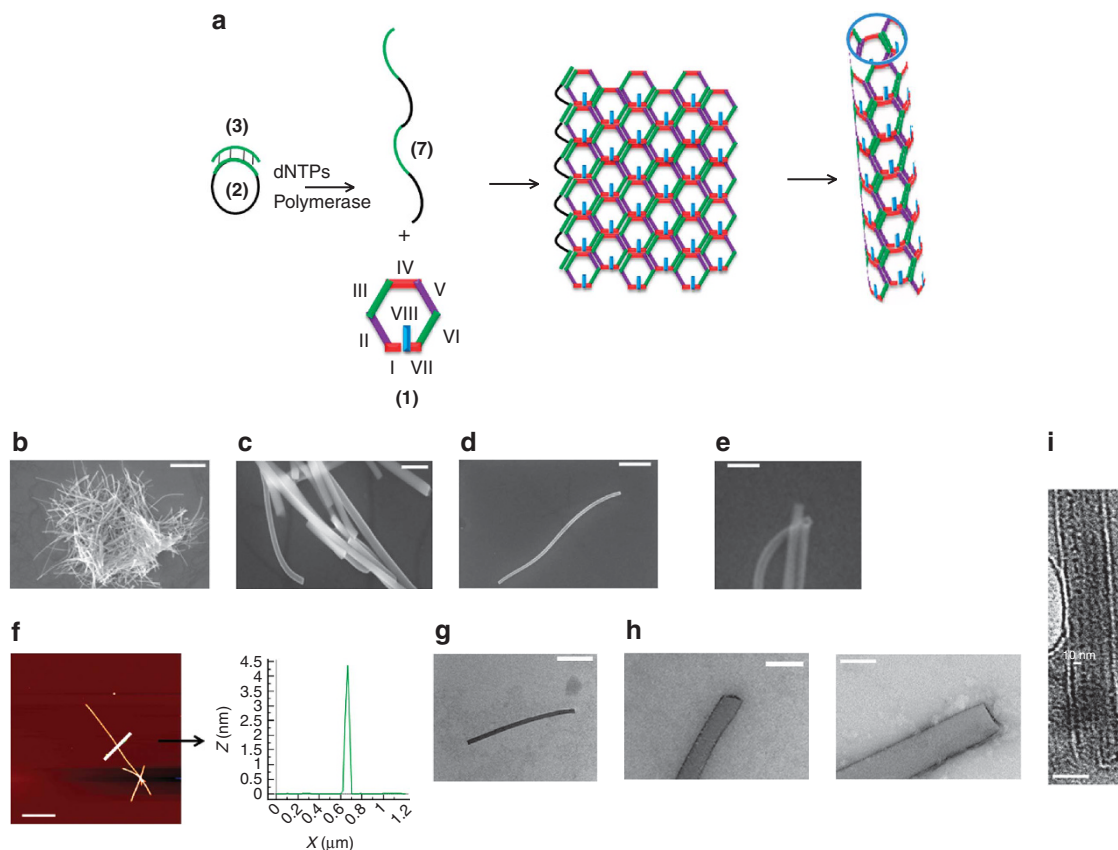 a
(3)
(2)
dNTPs
Polymerase
(7)
+
IV
III
V
VIII
II
VI
I
VII
(1)
b
c
d
e
i
10 nm
f
g
h
4.5
4
3.5
3
2.5
2
1.5
1
0.5
0
Z (nm)
0
0.2
0.4
0.6
0.8
1
1.2
X (μm)